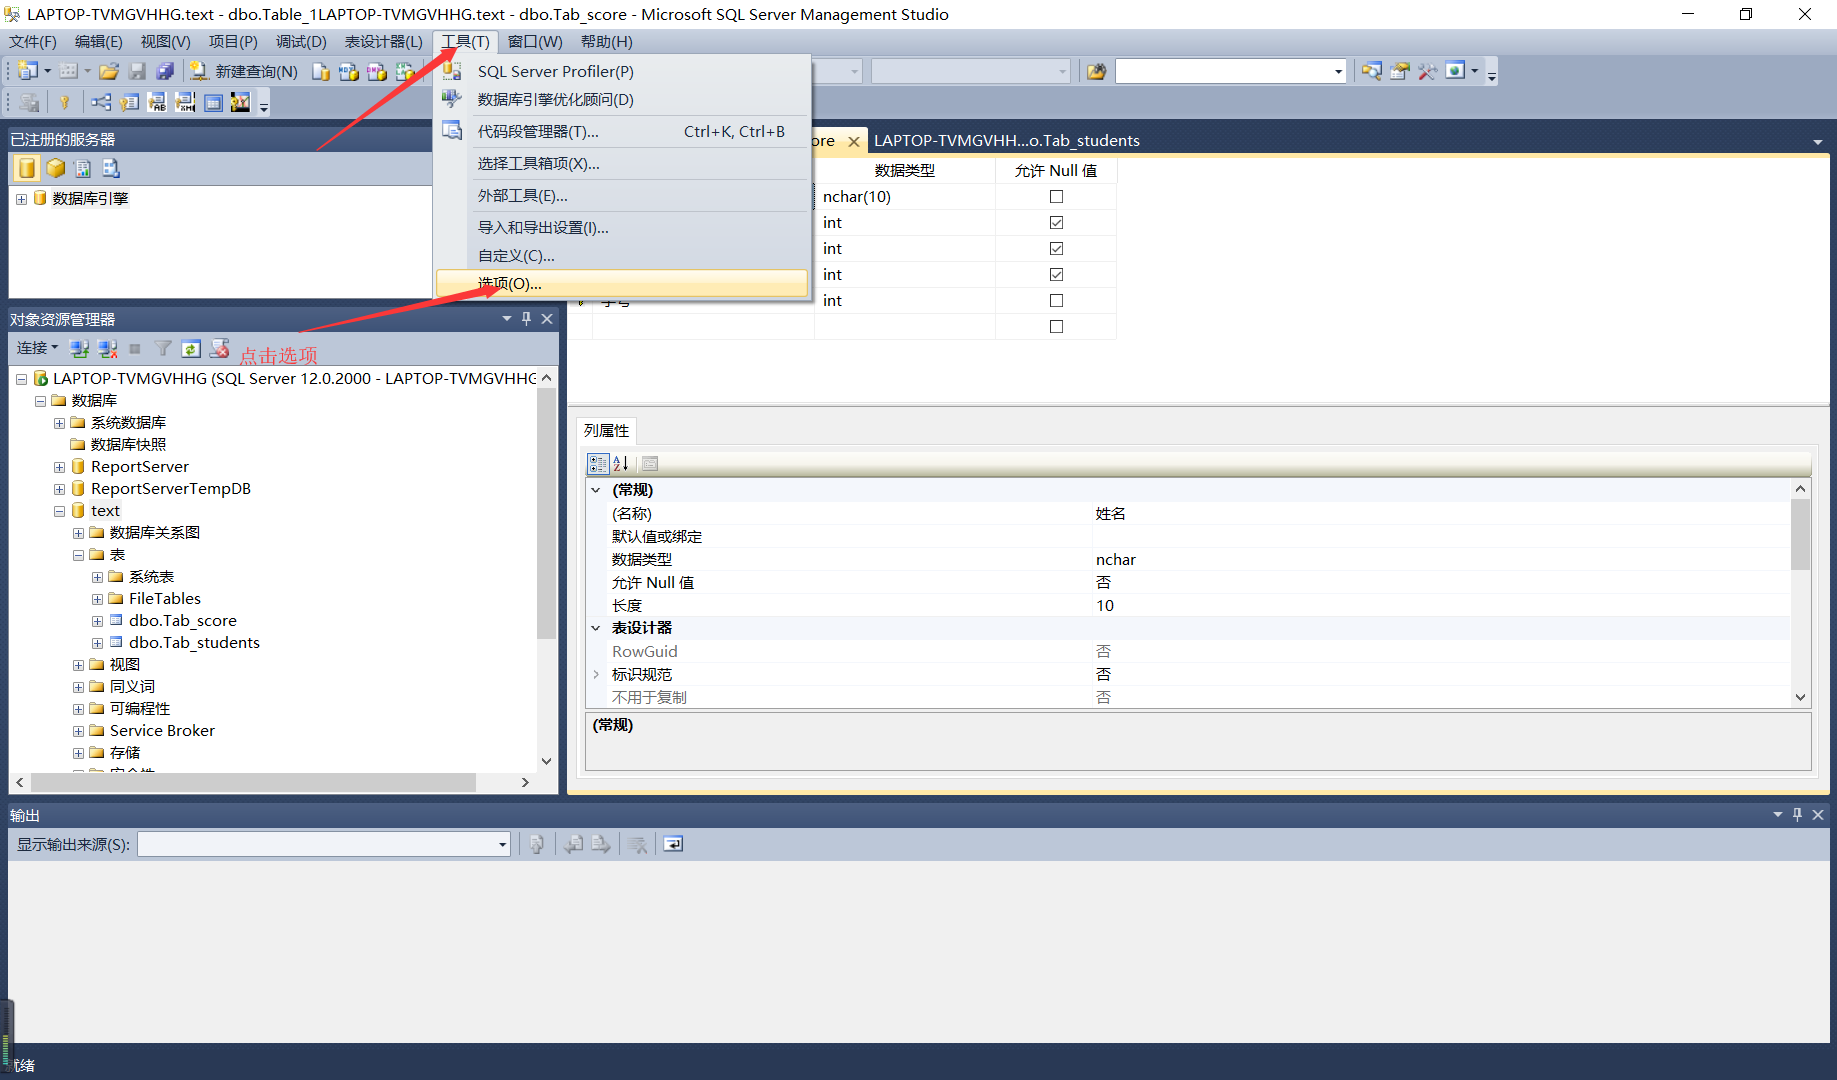 LAPTOP-TVMGVHHG.text - dbo.Table_1LAPTOP-TVMGVHHG.text - dbo.Tab_score - Microsoft SQL Server Management Studio
文件(F) 编辑(E) 视图(V) 项目(P) 调试(D) 表设计器(L) 工具(T) 窗口(W) 帮助(H)
新建查询(N)
SQL Server Profiler(P)
数据库引擎优化顾问(D)
代码段管理器(T)... Ctrl+K, Ctrl+B
选择工具箱项(X)...
外部工具(E)...
导入和导出设置(I)...
自定义(C)...
选项(O)...
已注册的服务器
数据库引擎
ore LAPTOP-TVMGVHH...o.Tab_students
数据类型 允许 Null 值
nchar(10)
int
int
int
学号 int
对象资源管理器
连接
点击选项
LAPTOP-TVMGVHHG (SQL Server 12.0.2000 - LAPTOP-TVMGVHHG
数据库
系统数据库
数据库快照
ReportServer
ReportServerTempDB
text
数据库关系图
表
系统表
FileTables
dbo.Tab_score
dbo.Tab_students
视图
同义词
可编程性
Service Broker
存储
安全性
列属性
(常规)
(名称) 姓名
默认值或绑定
数据类型 nchar
允许 Null 值 否
长度 10
表设计器
RowGuid 否
标识规范 否
不用于复制 否
(常规)
输出
显示输出来源(S):
就绪